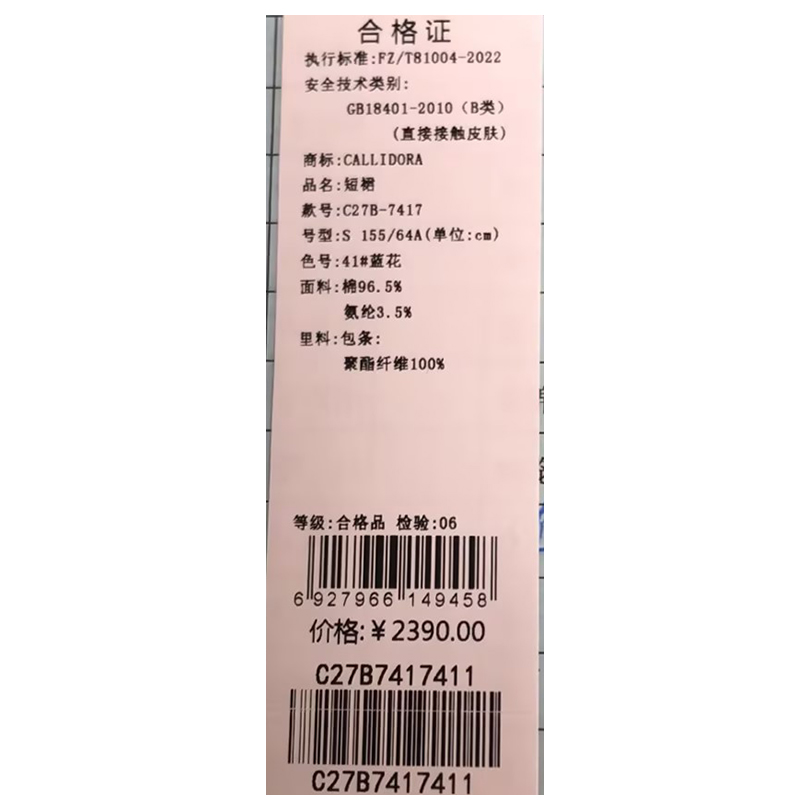 合格证
执行标准:FZ/T81004-2022
安全技术类别:
GB18401-2010（B类）
(直接接触皮肤)
商标:CALLIDORA
品名:短裙
款号:C27B-7417
号型:S 155/64A(单位:cm)
色号:41#蓝花
面料:棉96.5%
氨纶3.5%
里料:包条:
聚酯纤维100%
等级:合格品 检验:06
6 927966 149458
价格:￥2390.00
C27B7417411
C27B7417411